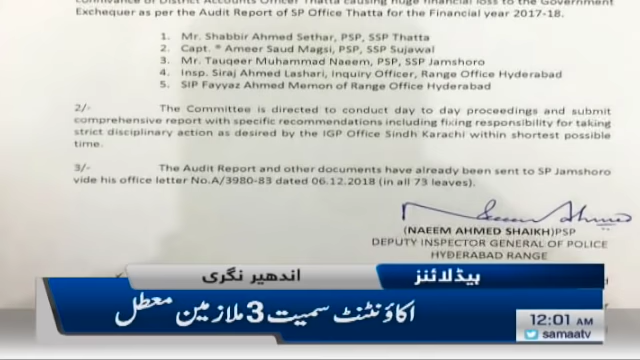 connivance of District Accounts Officer Thatta causing huge financial loss to the Government
Exchequer as per the Audit Report of SP Office Thatta for the Financial year 2017-18.
1. Mr. Shabbir Ahmed Sethar, PSP, SSP Thatta
2. Capt. ® Ameer Saud Magsi, PSP, SSP Sujawal
3. Mr. Tauqeer Muhammad Naeem, PSP, SSP Jamshoro
4. Insp. Siraj Ahmed Lashari, Inquiry Officer, Range Office Hyderabad
5. SIP Fayyaz Ahmed Memon of Range Office Hyderabad
2/- The Committee is directed to conduct day to day proceedings and submit
comprehensive report with specific recommendations including fixing responsibility for taking
strict disciplinary action as desired by the IGP Office Sindh Karachi within shortest possible
time.
3/- The Audit Report and other documents have already been sent to SP Jamshoro
vide his office letter No.A/3980-83 dated 06.12.2018 (in all 73 leaves).
(NAEEM AHMED SHAIKH)PSP
DEPUTY INSPECTOR GENERAL OF POLICE
HYDERABAD RANGE
ہیڈلائنز
اندھیر نگری
اکاؤنٹنٹ سمیت 3 ملازمین معطل
12:01 AM
samaatv